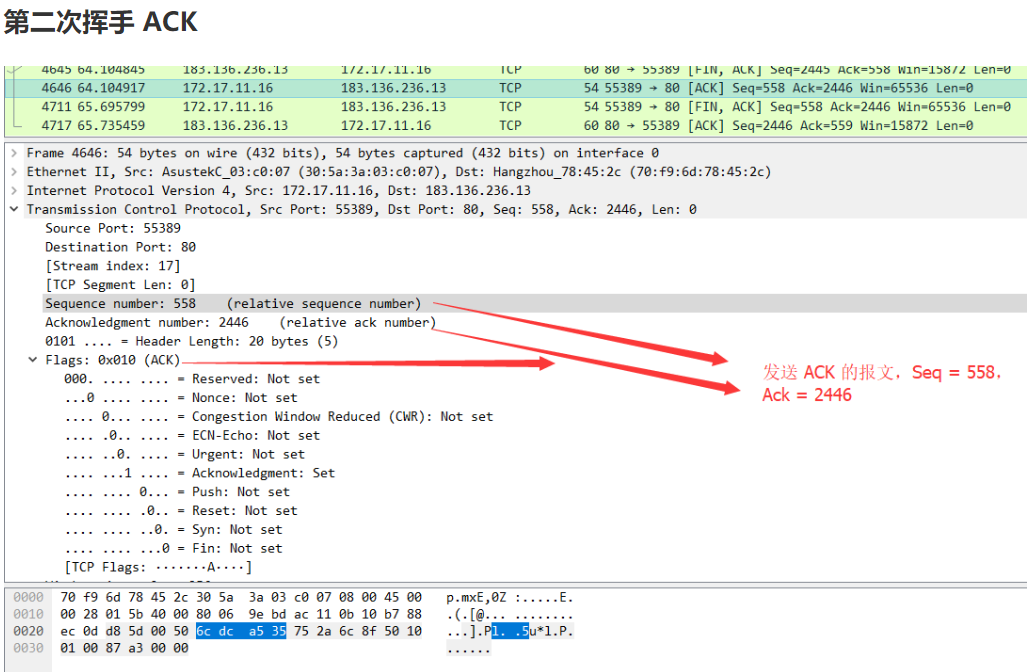 第二次挥手 ACK
4645 64.104845 183.136.236.13 172.17.11.16 TCP 60 80 → 55389 [FIN, ACK] Seq=2445 Ack=558 Win=15872 Len=0
4646 64.104917 172.17.11.16 183.136.236.13 TCP 54 55389 → 80 [ACK] Seq=558 Ack=2446 Win=65536 Len=0
4711 65.695799 172.17.11.16 183.136.236.13 TCP 54 55389 → 80 [FIN, ACK] Seq=558 Ack=2446 Win=65536 Len=0
4717 65.735459 183.136.236.13 172.17.11.16 TCP 60 80 → 55389 [ACK] Seq=2446 Ack=559 Win=15872 Len=0
Frame 4646: 54 bytes on wire (432 bits), 54 bytes captured (432 bits) on interface 0
Ethernet II, Src: AsustekC_03:c0:07 (30:5a:3a:03:c0:07), Dst: Hangzhou_78:45:2c (70:f9:6d:78:45:2c)
Internet Protocol Version 4, Src: 172.17.11.16, Dst: 183.136.236.13
Transmission Control Protocol, Src Port: 55389, Dst Port: 80, Seq: 558, Ack: 2446, Len: 0
Source Port: 55389
Destination Port: 80
[Stream index: 17]
[TCP Segment Len: 0]
Sequence number: 558 (relative sequence number)
Acknowledgment number: 2446 (relative ack number)
0101 .... = Header Length: 20 bytes (5)
Flags: 0x010 (ACK)
000. .... .... = Reserved: Not set
...0 .... .... = Nonce: Not set
.... 0... .... = Congestion Window Reduced (CWR): Not set
.... .0.. .... = ECN-Echo: Not set
.... ..0. .... = Urgent: Not set
.... ...1 .... = Acknowledgment: Set
.... .... 0... = Push: Not set
.... .... .0.. = Reset: Not set
.... .... ..0. = Syn: Not set
.... .... ...0 = Fin: Not set
[TCP Flags: ·······A····]
发送 ACK 的报文，Seq = 558，
Ack = 2446
0000 70 f9 6d 78 45 2c 30 5a 3a 03 c0 07 08 00 45 00 p.mxE,0Z :.....E.
0010 00 28 01 5b 40 00 80 06 9e bd ac 11 0b 10 b7 88 .(.[@... ........
0020 ec 0d d8 5d 00 50 6c dc a5 35 75 2a 6c 8f 50 10 ...].Pl. .5u*l.P.
0030 01 00 87 a3 00 00 ......